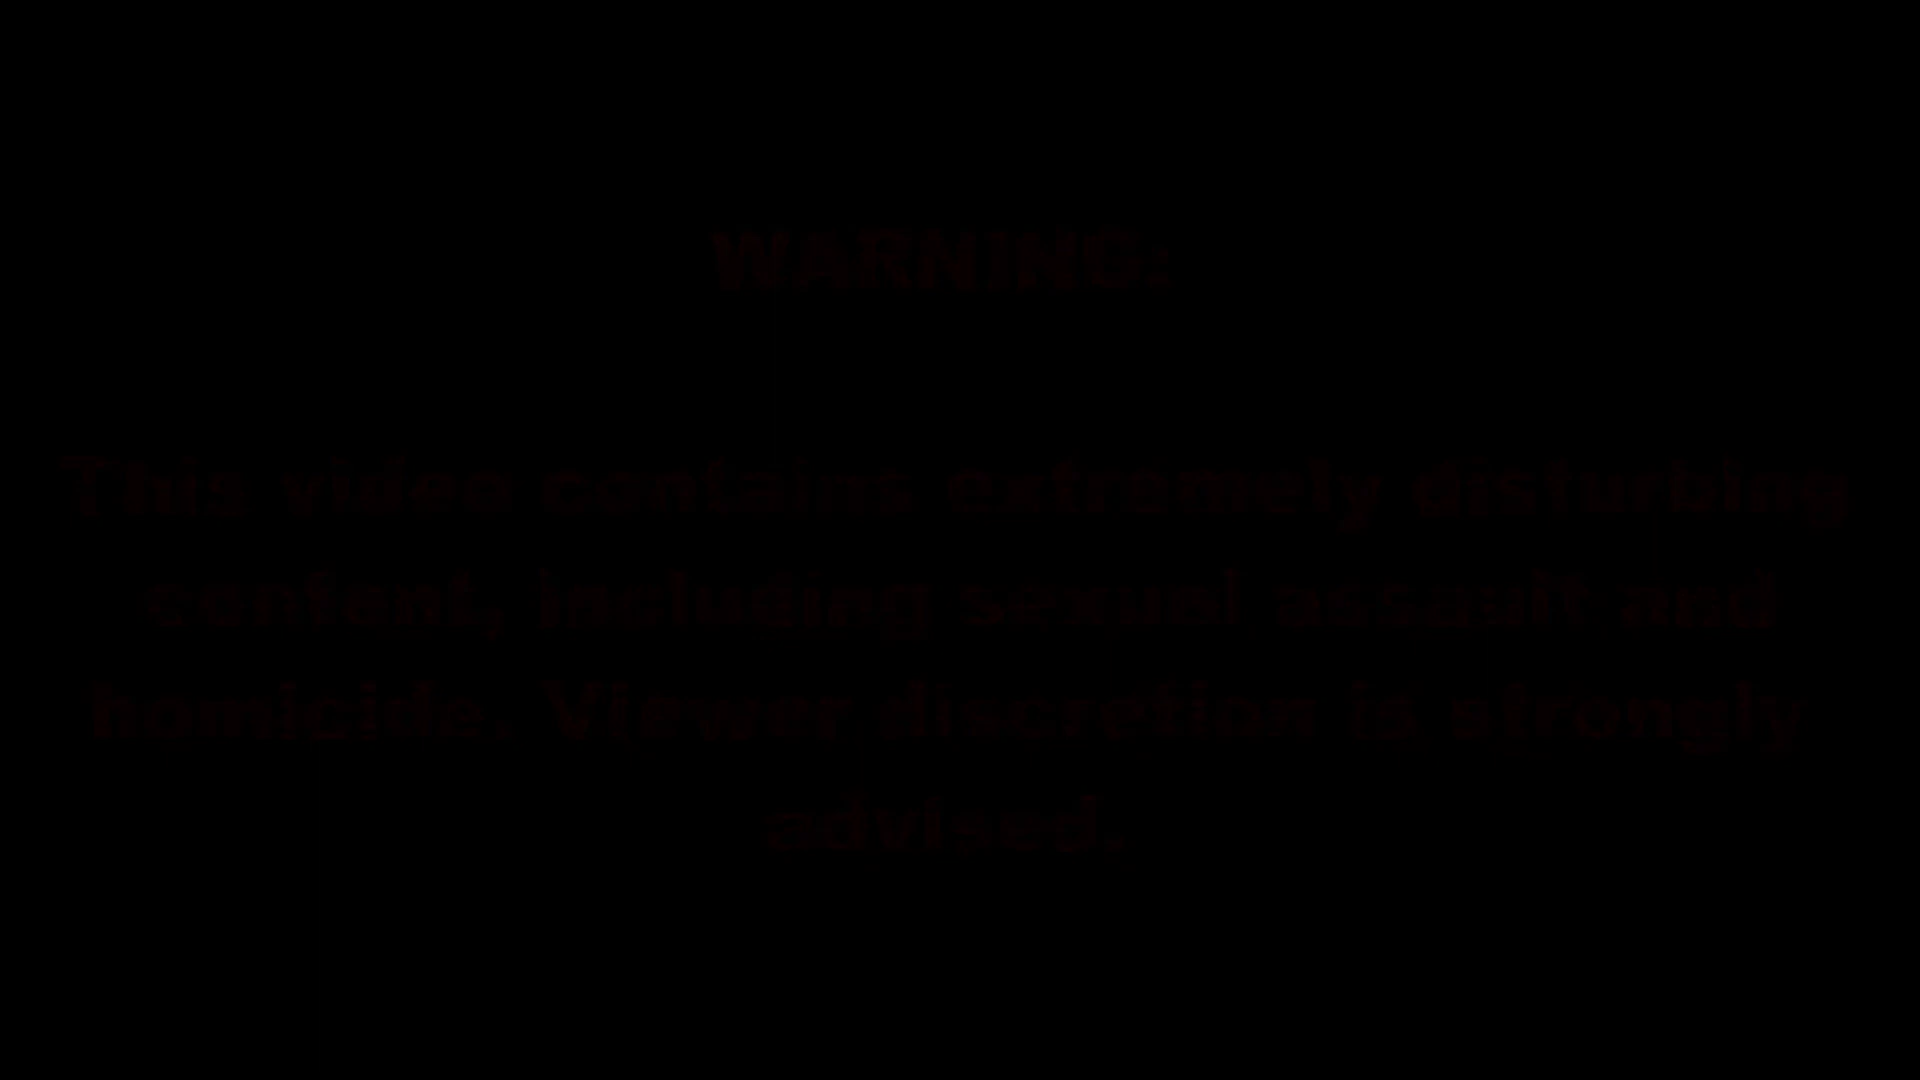 WARNING:
This video contains extremely disturbing
content, including sexual assault and
homicide. Viewer discretion is strongly
advised.